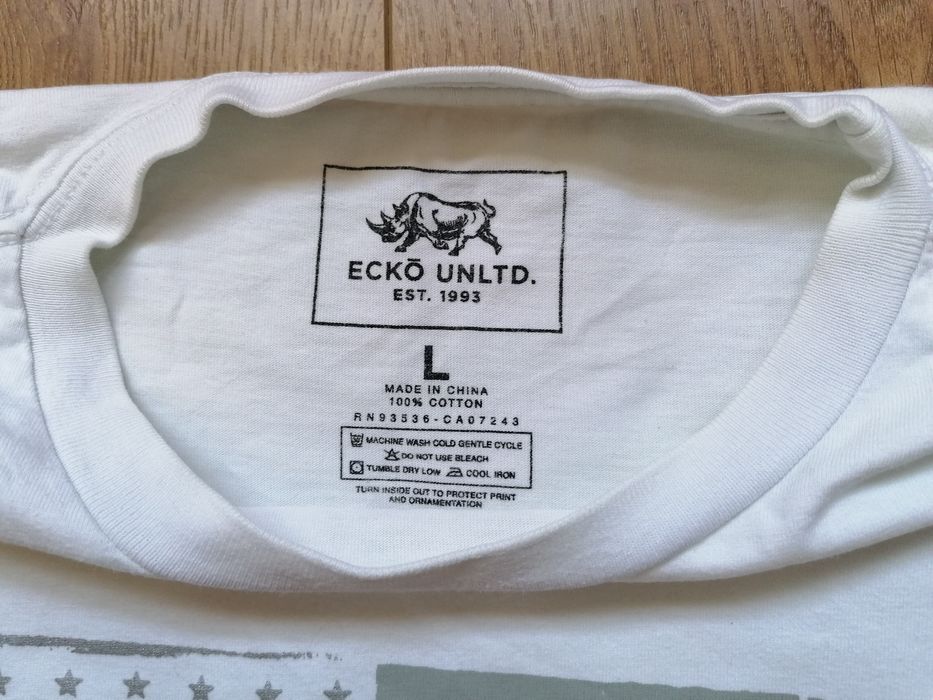 ECKŌ UNLTD.
EST. 1993
L
MADE IN CHINA
100% COTTON
RN93536-CA07243
MACHINE WASH COLD GENTLE CYCLE
DO NOT USE BLEACH
TUMBLE DRY LOW COOL IRON
TURN INSIDE OUT TO PROTECT PRINT
AND ORNAMENTATION